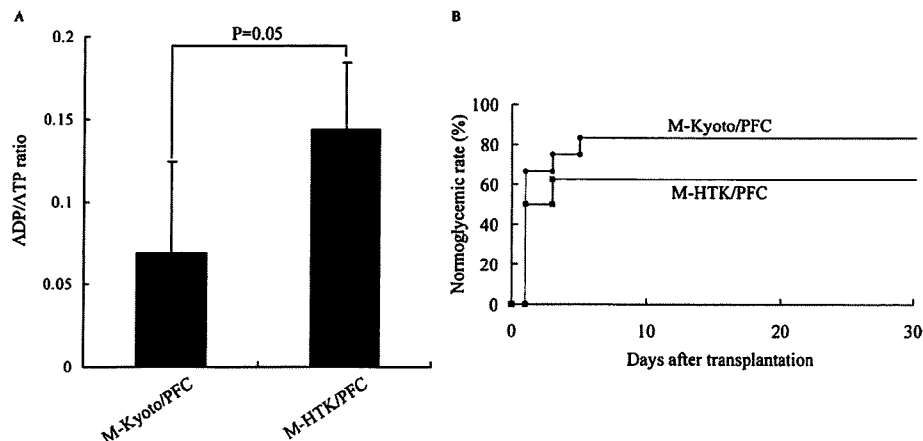 A
P=0.05
0.2
0.15
0.1
0.05
0
ADP/ATP ratio
M-Kyoto/PFC
M-HTK/PFC
B
100
80
60
40
20
0
Normoglycemic rate (%)
M-Kyoto/PFC
M-HTK/PFC
0
10
20
30
Days after transplantation